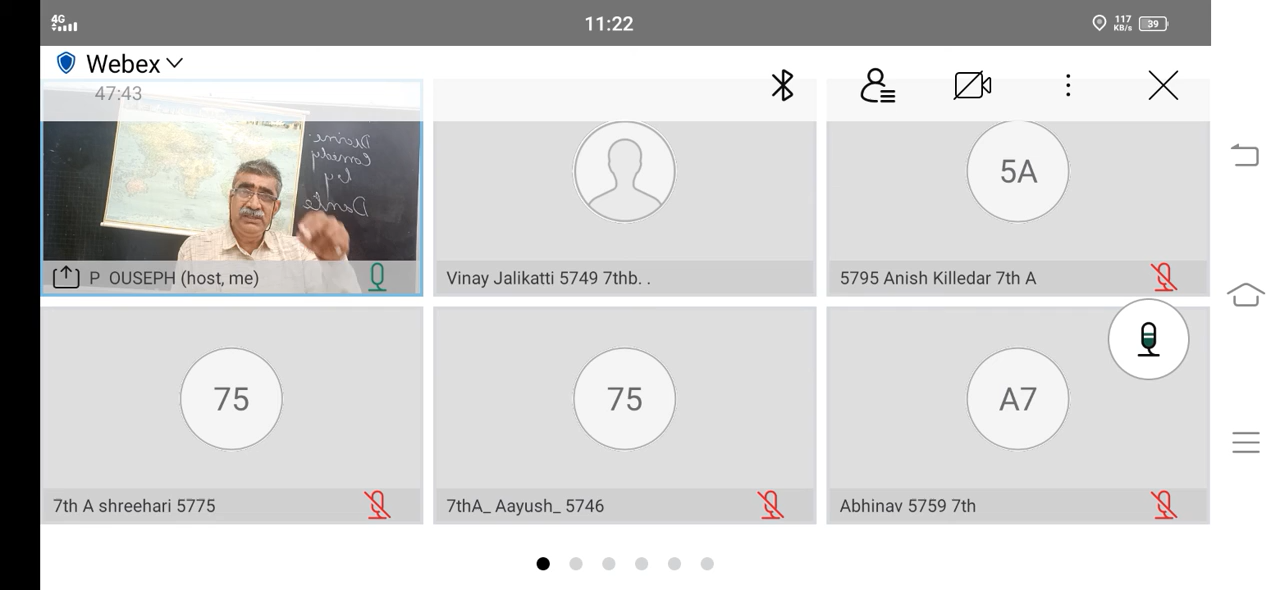 4G
11:22
117
KB/s
39
Webex
47:43
Divine
Comedy
by
Dante
P OUSEPH (host, me)
Vinay Jalikatti 5749 7thb. .
5A
5795 Anish Killedar 7th A
75
7th A shreehari 5775
75
7thA_ Aayush_ 5746
A7
Abhinav 5759 7th